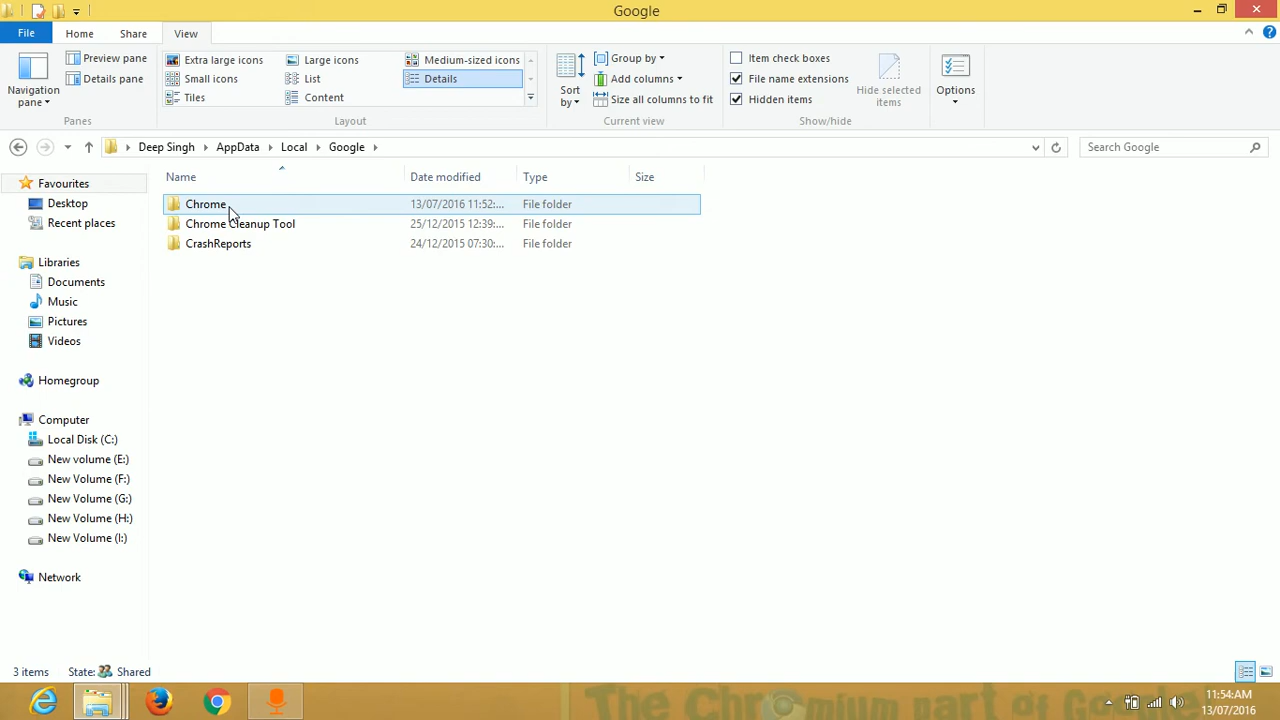 Google
File Home Share View
Navigation pane
Preview pane
Details pane
Panes
Extra large icons Large icons Medium-sized icons
Small icons List Details
Tiles Content
Layout
Sort by
Group by
Add columns
Size all columns to fit
Current view
Item check boxes
File name extensions
Hidden items
Hide selected items
Show/hide
Options
Deep Singh AppData Local Google
Search Google
Name Date modified Type Size
Chrome 13/07/2016 11:52:... File folder
Chrome Cleanup Tool 25/12/2015 12:39:... File folder
CrashReports 24/12/2015 07:30:... File folder
Favourites
Desktop
Recent places
Libraries
Documents
Music
Pictures
Videos
Homegroup
Computer
Local Disk (C:)
New volume (E:)
New Volume (F:)
New Volume (G:)
New Volume (H:)
New Volume (I:)
Network
3 items State: Shared
The Chromium part of Google
11:54:AM
13/07/2016